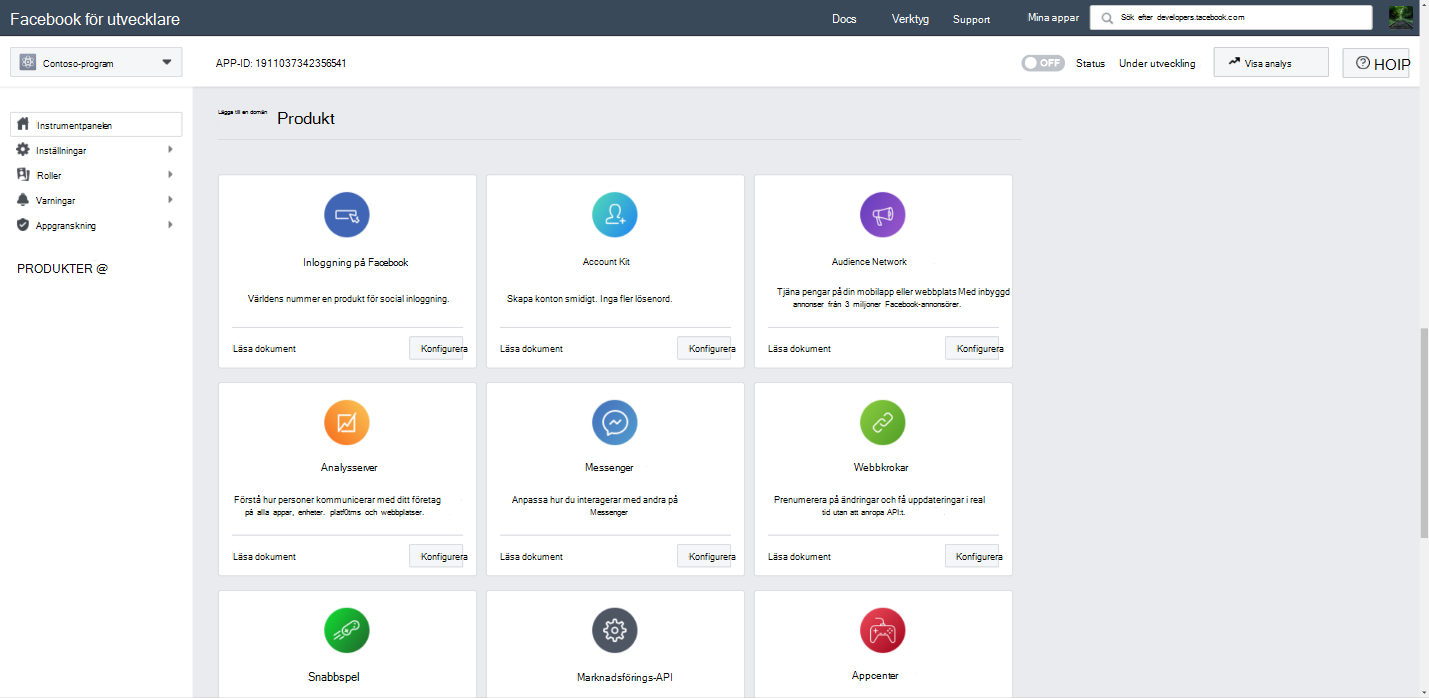 Facebook för utvecklare
Docs
Verktyg
Support
Mina appar
Sök efter developers.tacebook.com
Contoso-program
APP-ID: 1911037342356541
OFF
Status
Under utveckling
Visa analys
HOIP
Instrumentpanelen
Inställningar
Roller
Varningar
Appgranskning
PRODUKTER @
Lägga till en domän
Produkt
Inloggning på Facebook
Världens nummer en produkt för social inloggning.
Läsa dokument
Konfigurera
Account Kit
Skapa konton smidigt. Inga fler lösenord.
Läsa dokument
Konfigurera
Audience Network
Tjäna pengar på din mobilapp eller webbplats Med inbyggd
annonser från 3 miljoner Facebook-annonsörer.
Läsa dokument
Konfigurera
Analysserver
Förstå hur personer kommunicerar med ditt företag
på alla appar, enheter. platf0tms och webbplatser.
Läsa dokument
Konfigurera
Messenger
Anpassa hur du interagerar med andra på
Messenger
Läsa dokument
Konfigurera
Webbkrokar
Prenumerera på ändringar och få uppdateringar i real
tid utan att anropa API:t.
Läsa dokument
Konfigurera
Snabbspel
Marknadsförings-API
Appcenter